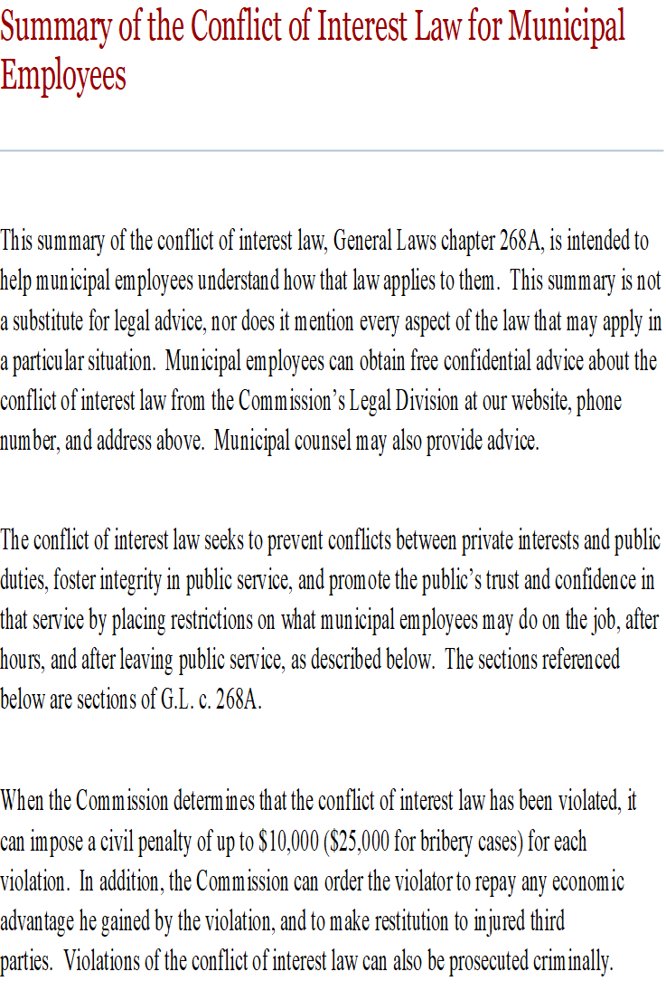 Summary of the Conflict of Interest Law for Municipal
Employees
This summary of the conflict of interest law, General Laws chapter 268A, is intended to
help municipal employees understand how that law applies to them.  This summary is not
a substitute for legal advice, nor does it mention every aspect of the law that may apply in
a particular situation.  Municipal employees can obtain free confidential advice about the
conflict of interest law from the Commission’s Legal Division at our website, phone
number, and address above.  Municipal counsel may also provide advice.
The conflict of interest law seeks to prevent conflicts between private interests and public
duties, foster integrity in public service, and promote the public’s trust and confidence in
that service by placing restrictions on what municipal employees may do on the job, after
hours, and after leaving public service, as described below.  The sections referenced
below are sections of G.L. c. 268A.
When the Commission determines that the conflict of interest law has been violated, it
can impose a civil penalty of up to $10,000 ($25,000 for bribery cases) for each
violation.  In addition, the Commission can order the violator to repay any economic
advantage he gained by the violation, and to make restitution to injured third
parties.  Violations of the conflict of interest law can also be prosecuted criminally.